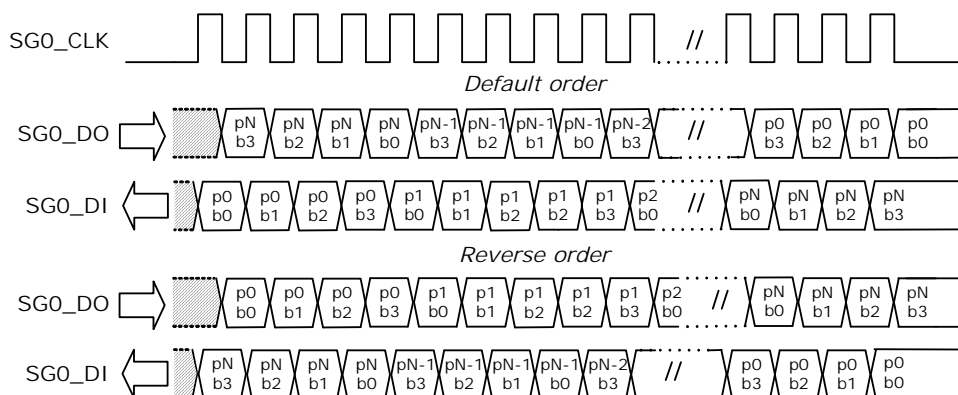 SG0_CLK //
Default order
SG0_DO pN pN pN pN pN-1 pN-1 pN-1 pN-1 pN-2 // p0 p0 p0 p0
b3 b2 b1 b0 b3 b2 b1 b0 b3 b3 b2 b1 b0
SG0_DI p0 p0 p0 p0 p1 p1 p1 p1 p1 p2 // pN pN pN pN
b0 b1 b2 b3 b0 b1 b2 b2 b3 b0 b0 b1 b2 b3
Reverse order
SG0_DO p0 p0 p0 p0 p1 p1 p1 p1 p1 p2 // pN pN pN pN
b0 b1 b2 b3 b0 b1 b2 b2 b3 b0 b0 b1 b2 b3
SG0_DI pN pN pN pN pN-1 pN-1 pN-1 pN-1 pN-2 // p0 p0 p0 p0
b3 b2 b1 b0 b3 b2 b1 b0 b3 b3 b2 b1 b0